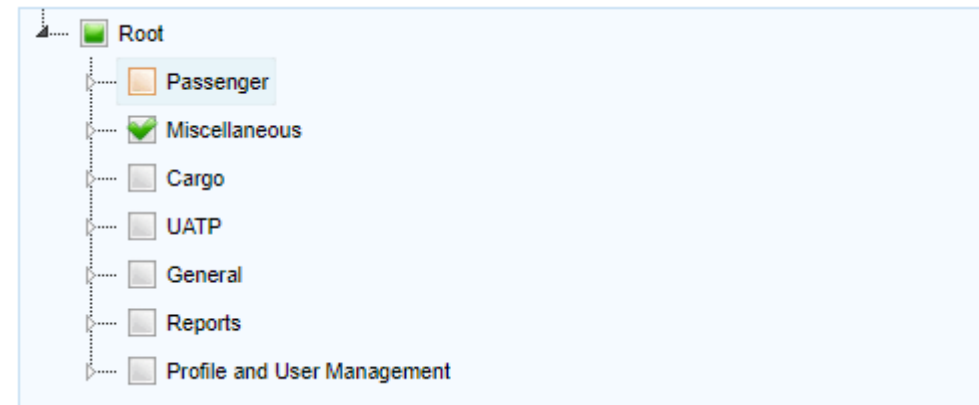 Root
Passenger
Miscellaneous
Cargo
UATP
General
Reports
Profile and User Management